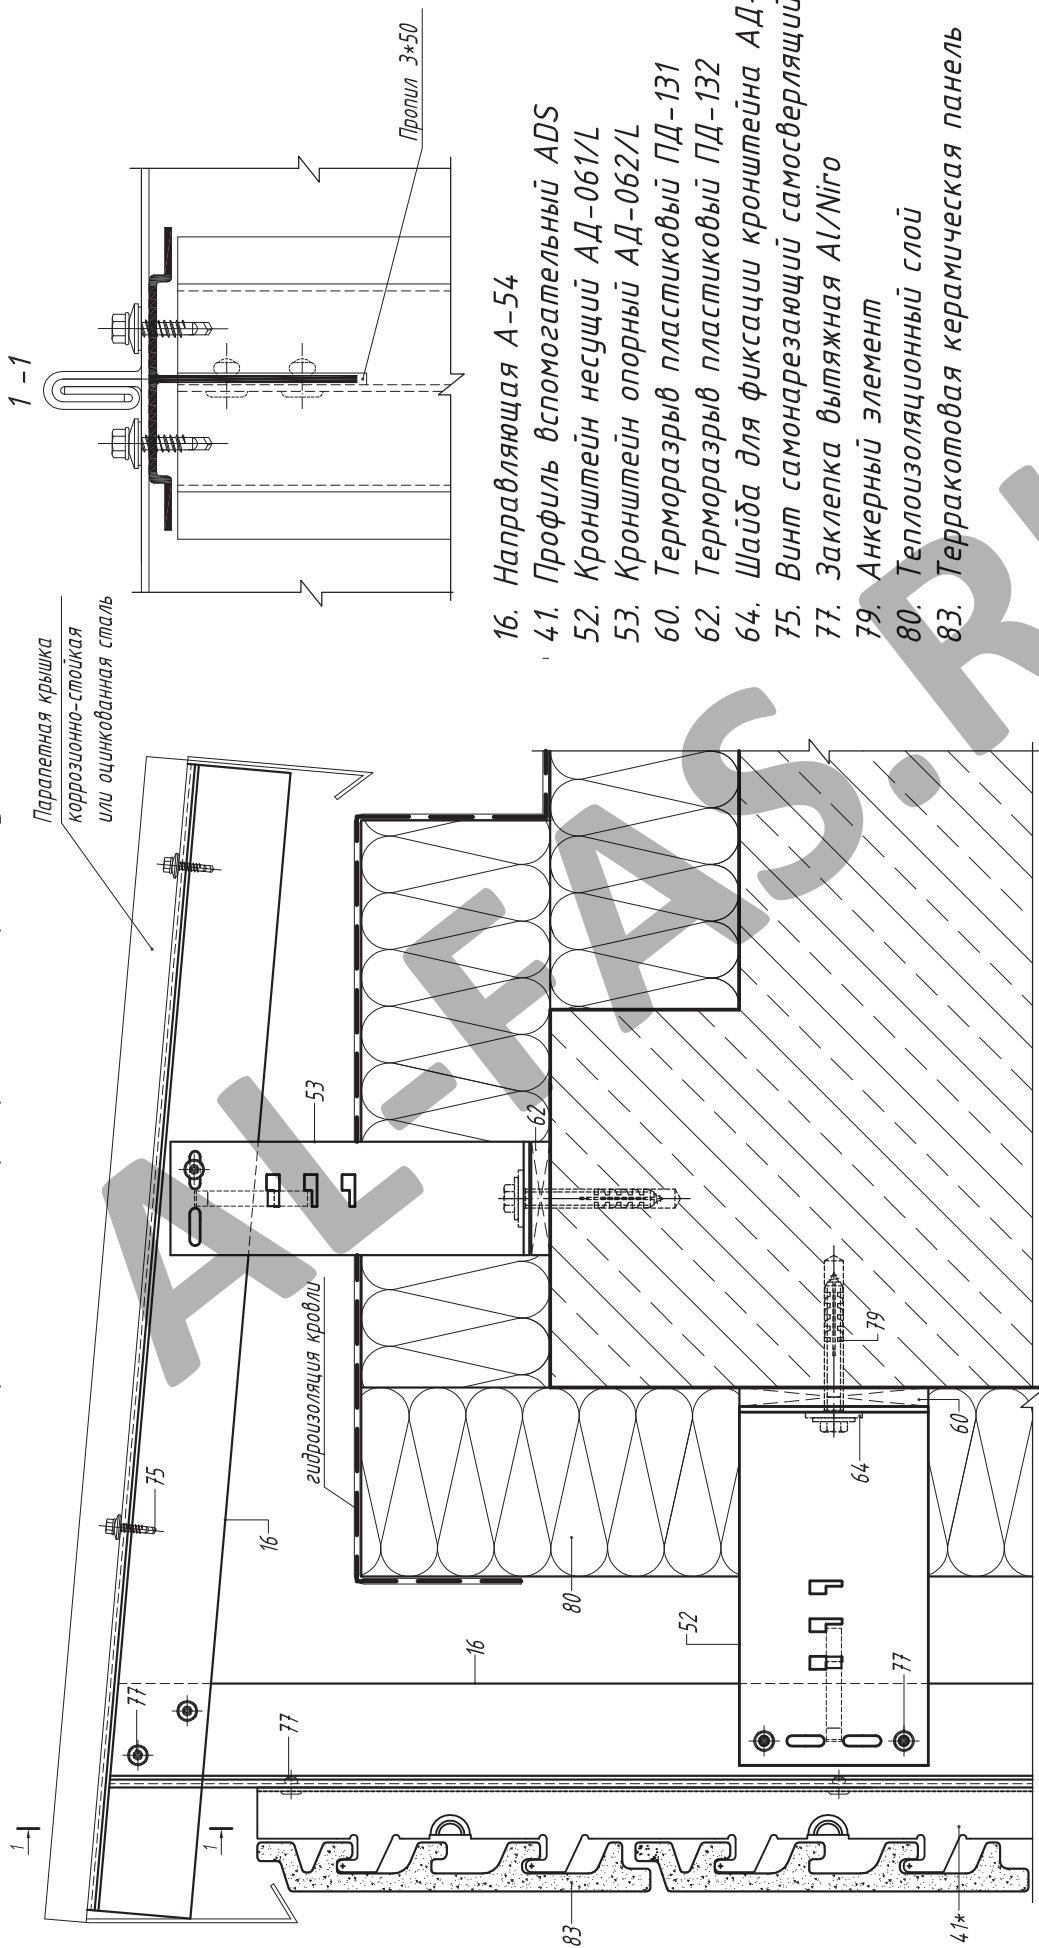 Парапетная крышка
коррозионно-стойкая
или оцинкованная сталь
1-1
Пропил 3*50
16. Направляющая А-54
41. Профиль вспомогательный ADS
52. Кронштейн несущий АД-061/L
53. Кронштейн опорный АД-062/L
60. Терморазрыв пластиковый ПД-131
62. Терморазрыв пластиковый ПД-132
64. Шайба для фиксации кронштейна АД-
75. Винт самонарезающий самосверлящий
77. Заклепка вытяжная Al/Niro
79. Анкерный элемент
80. Теплоизоляционный слой
83. Терракотовая керамическая панель
гидроизоляция кровли
53
62
75
16
79
60
64
80
52
16
77
77
77
1
1
83
41*
AL-FAS.R